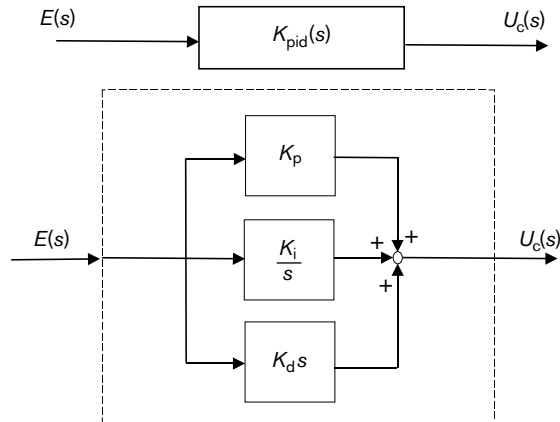 E(s)
K_pid(s)
U_c(s)
K_p
+
+
E(s)
K_i
s
U_c(s)
+
K_d s